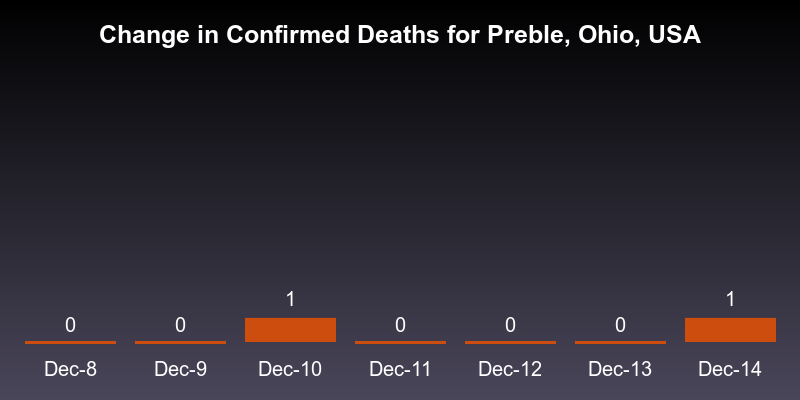 Change in Confirmed Deaths for Preble, Ohio, USA
0 0 1 0 0 0 1
Dec-8 Dec-9 Dec-10 Dec-11 Dec-12 Dec-13 Dec-14